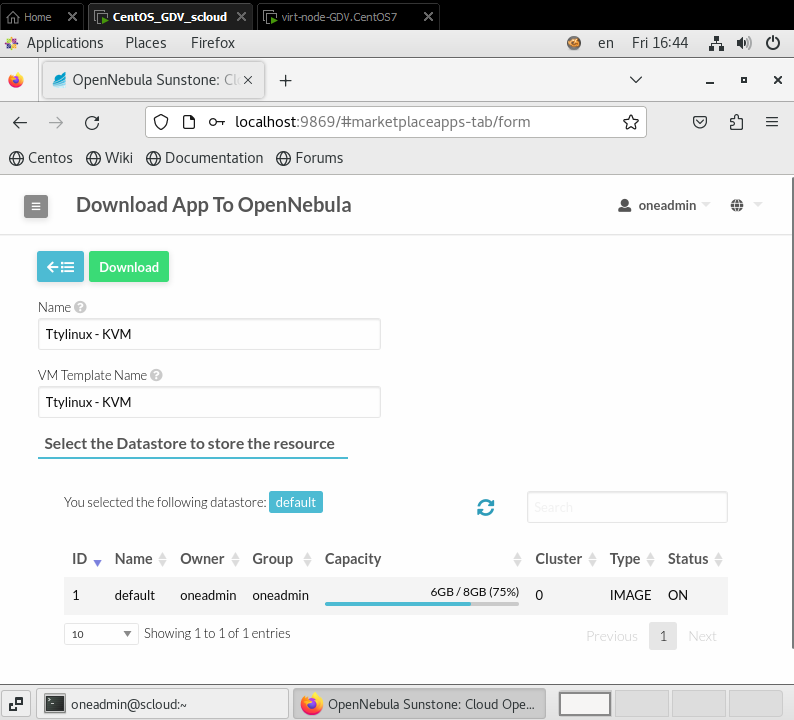 Home CentOS_GDV_scloud virt-node-GDV.CentOS7
Applications Places Firefox en Fri 16:44
OpenNebula Sunstone: Clo
localhost:9869/#marketplaceapps-tab/form
Centos Wiki Documentation Forums
Download App To OpenNebula oneadmin
Download
Name
Ttylinux - KVM
VM Template Name
Ttylinux - KVM
Select the Datastore to store the resource
You selected the following datastore: default Search
ID Name Owner Group Capacity Cluster Type Status
1 default oneadmin oneadmin 6GB / 8GB (75%) 0 IMAGE ON
10 Showing 1 to 1 of 1 entries Previous 1 Next
oneadmin@scloud:~ OpenNebula Sunstone: Cloud Ope...